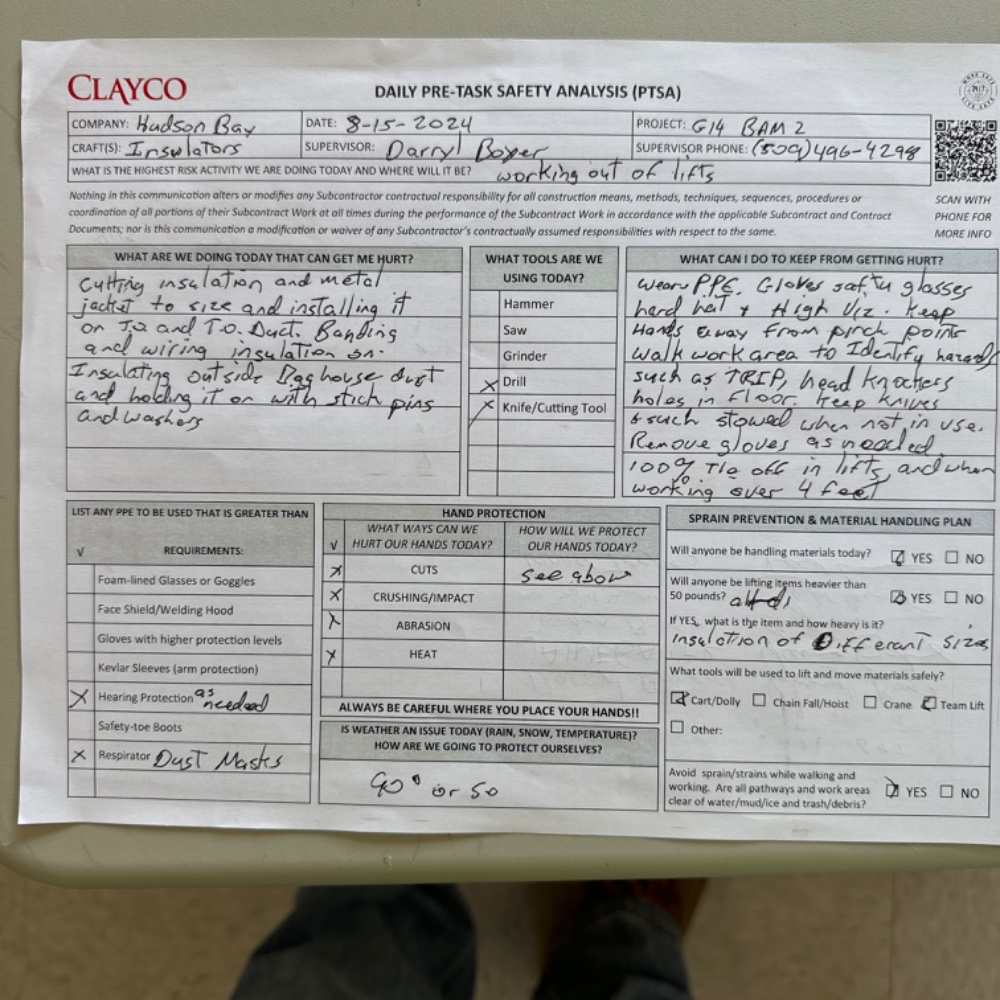 CLAYCO
DAILY PRE-TASK SAFETY ANALYSIS (PTSA)
COMPANY: Hudson Bay
DATE: 8-15-2024
PROJECT: G14 BAM 2
CRAFT(S): Insulators
SUPERVISOR: Darryl Boyer
SUPERVISOR PHONE: (509)496-4298
WHAT IS THE HIGHEST RISK ACTIVITY WE ARE DOING TODAY AND WHERE WILL IT BE? working out of lifts
Nothing in this communication alters or modifies any Subcontractor contractual responsibility for all construction means, methods, techniques, sequences, procedures or
coordination of all portions of their Subcontract Work at all times during the performance of the Subcontract Work in accordance with the applicable Subcontract and Contract
Documents; nor is this communication a modification or waiver of any Subcontractor's contractually assumed responsibilities with respect to the same.
SCAN WITH
PHONE FOR
MORE INFO
WHAT ARE WE DOING TODAY THAT CAN GET ME HURT?
Cutting insulation and metal
jacket to size and installing it
on and T.O. Duct. Banding
and wiring insulation on.
Insulating outside Baghouse dust
and holding it on with stick pins
and washers
WHAT TOOLS ARE WE
USING TODAY?
Hammer
Saw
Grinder
X Drill
X Knife/Cutting Tool
WHAT CAN I DO TO KEEP FROM GETTING HURT?
Wear PPE. Gloves safty glasses
hard hat + High Viz. Keep
Hands away from pinch points
Walk work area to Identify hazards
such as TRIP, head knockers
holes in floor. Keep knives
& such stowed when not in use.
Remove gloves as needed.
100% Tie off in lifts, and when
working over 4 feet
LIST ANY PPE TO BE USED THAT IS GREATER THAN
√ REQUIREMENTS:
Foam-lined Glasses or Goggles
Face Shield/Welding Hood
Gloves with higher protection levels
Kevlar Sleeves (arm protection)
X Hearing Protection as needed
Safety-toe Boots
X Respirator Dust Masks
HAND PROTECTION
√ WHAT WAYS CAN WE
HURT OUR HANDS TODAY?
HOW WILL WE PROTECT
OUR HANDS TODAY?
X CUTS see abov
X CRUSHING/IMPACT
X ABRASION
X HEAT
ALWAYS BE CAREFUL WHERE YOU PLACE YOUR HANDS!!
IS WEATHER AN ISSUE TODAY (RAIN, SNOW, TEMPERATURE)?
HOW ARE WE GOING TO PROTECT OURSELVES?
90° or so
SPRAIN PREVENTION & MATERIAL HANDLING PLAN
Will anyone be handling materials today? ☑ YES ☐ NO
Will anyone be lifting items heavier than
50 pounds? ☑ YES ☐ NO
If YES, what is the item and how heavy is it?
Insulation of Different sizes
What tools will be used to lift and move materials safely?
☑ Cart/Dolly ☐ Chain Fall/Hoist ☐ Crane ☑ Team Lift
☐ Other:
Avoid sprain/strains while walking and
working. Are all pathways and work areas
clear of water/mud/ice and trash/debris? ☑ YES ☐ NO